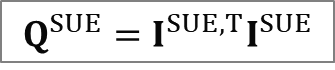 𝐐^SUE = 𝐈^SUE,T 𝐈^SUE